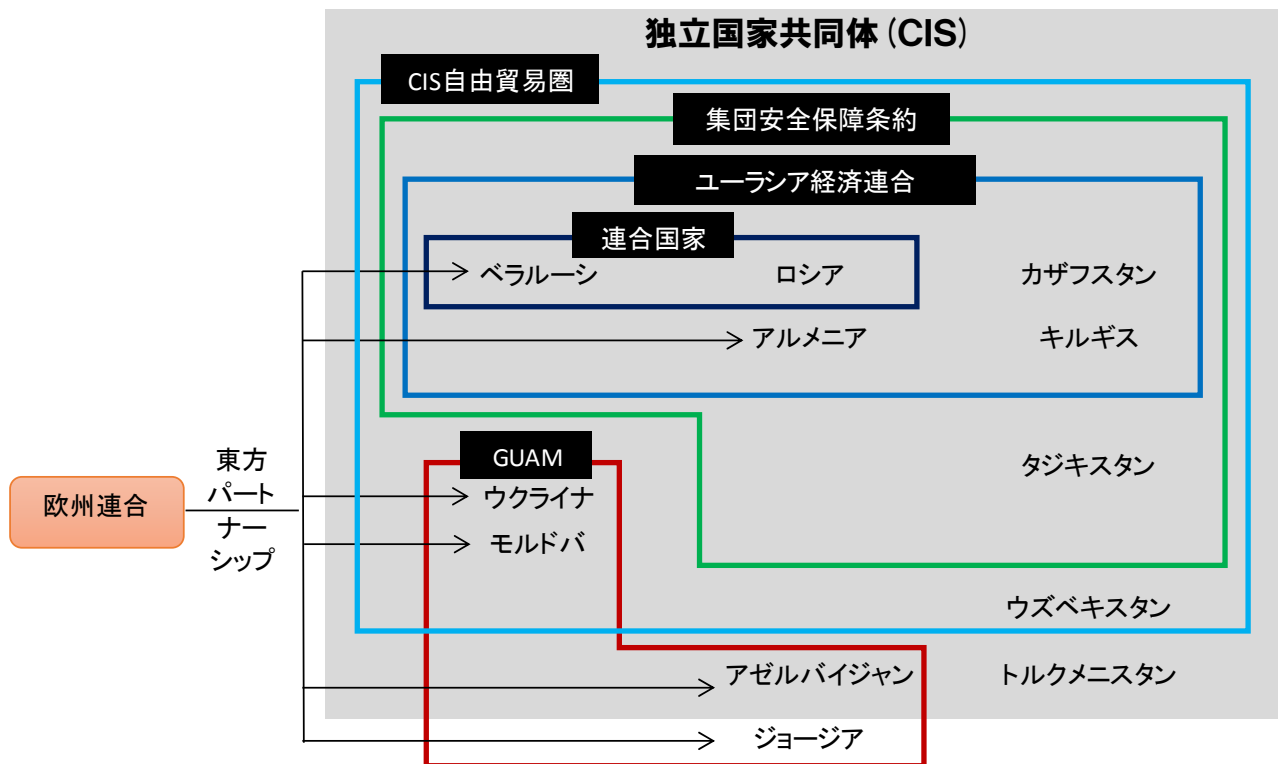 独立国家共同体(CIS)
CIS自由貿易圏
集団安全保障条約
ユーラシア経済連合
連合国家
ベラルーシ
ロシア
カザフスタン
アルメニア
キルギス
GUAM
タジキスタン
東方
パート
ナー
シップ
欧州連合
ウクライナ
モルドバ
ウズベキスタン
アゼルバイジャン
トルクメニスタン
ジョージア